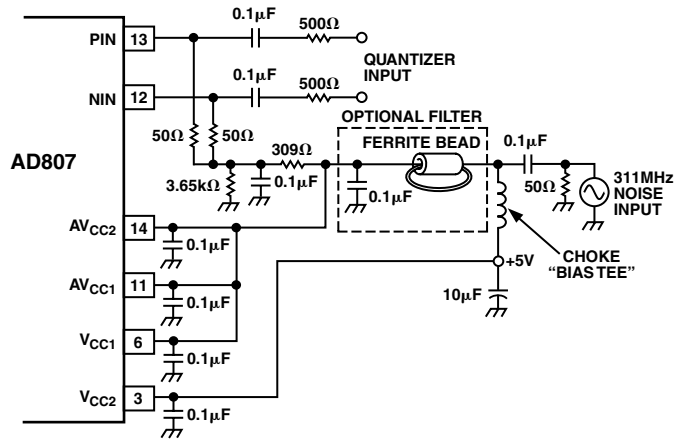 PIN 13
0.1µF
500Ω
QUANTIZER
INPUT
NIN 12
0.1µF
500Ω
50Ω
50Ω
AD807
3.65kΩ
309Ω
0.1µF
OPTIONAL FILTER
FERRITE BEAD
0.1µF
0.1µF
50Ω
311MHz
NOISE
INPUT
CHOKE
"BIAS TEE"
+5V
10µF
AVCC2 14
0.1µF
AVCC1 11
0.1µF
VCC1 6
0.1µF
VCC2 3
0.1µF